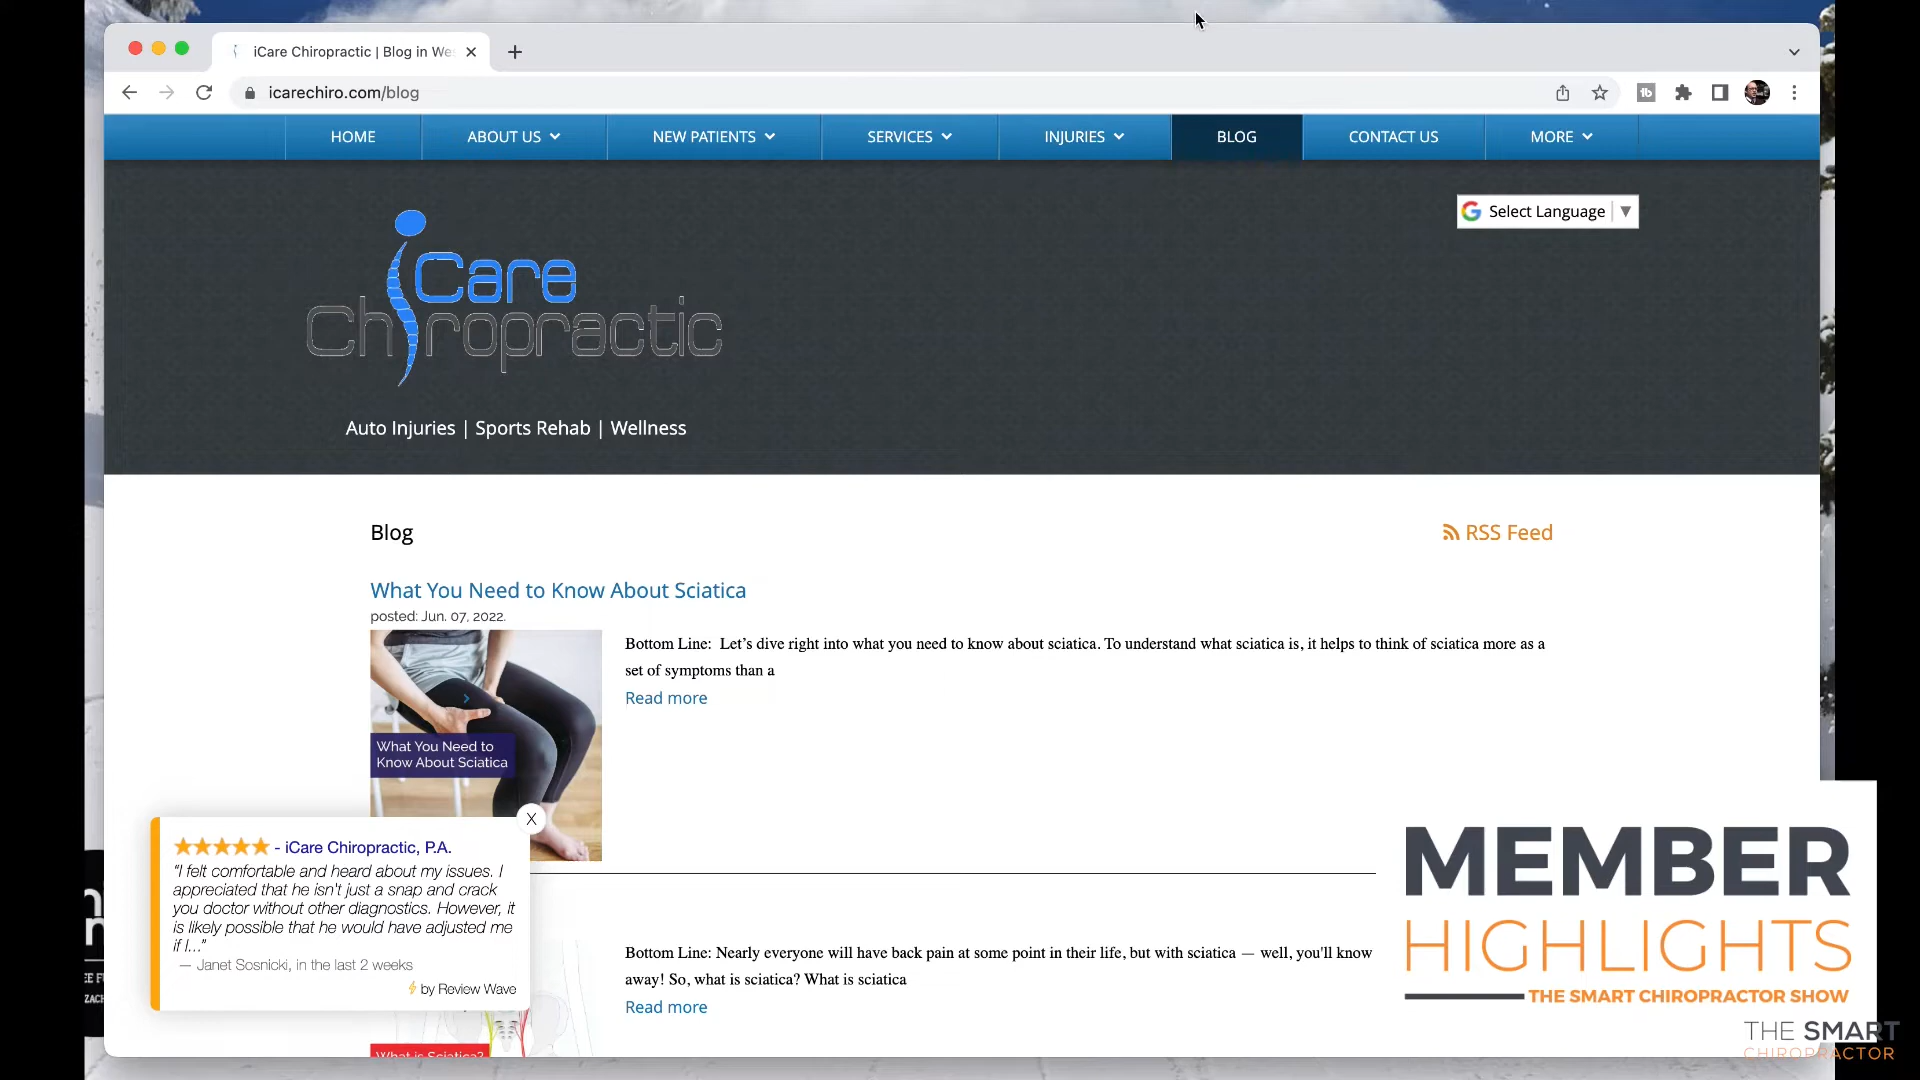 iCare Chiropractic | Blog in We
icarechiro.com/blog
HOME
ABOUT US
NEW PATIENTS
SERVICES
INJURIES
BLOG
CONTACT US
MORE
Select Language
iCare
Chiropractic
Auto Injuries | Sports Rehab | Wellness
Blog
RSS Feed
What You Need to Know About Sciatica
posted: Jun. 07, 2022.
Bottom Line:  Let’s dive right into what you need to know about sciatica. To understand what sciatica is, it helps to think of sciatica more as a
set of symptoms than a
Read more
What You Need to
Know About Sciatica
X
★★★★★ - iCare Chiropractic, P.A.
"I felt comfortable and heard about my issues. I
appreciated that he isn't just a snap and crack
you doctor without other diagnostics. However, it
is likely possible that he would have adjusted me
if I..."
— Janet Sosnicki, in the last 2 weeks
by Review Wave
Bottom Line: Nearly everyone will have back pain at some point in their life, but with sciatica — well, you'll know
away! So, what is sciatica? What is sciatica
Read more
What is Sciatica?
MEMBER
HIGHLIGHTS
THE SMART CHIROPRACTOR SHOW
THE SMART
CHIROPRACTOR